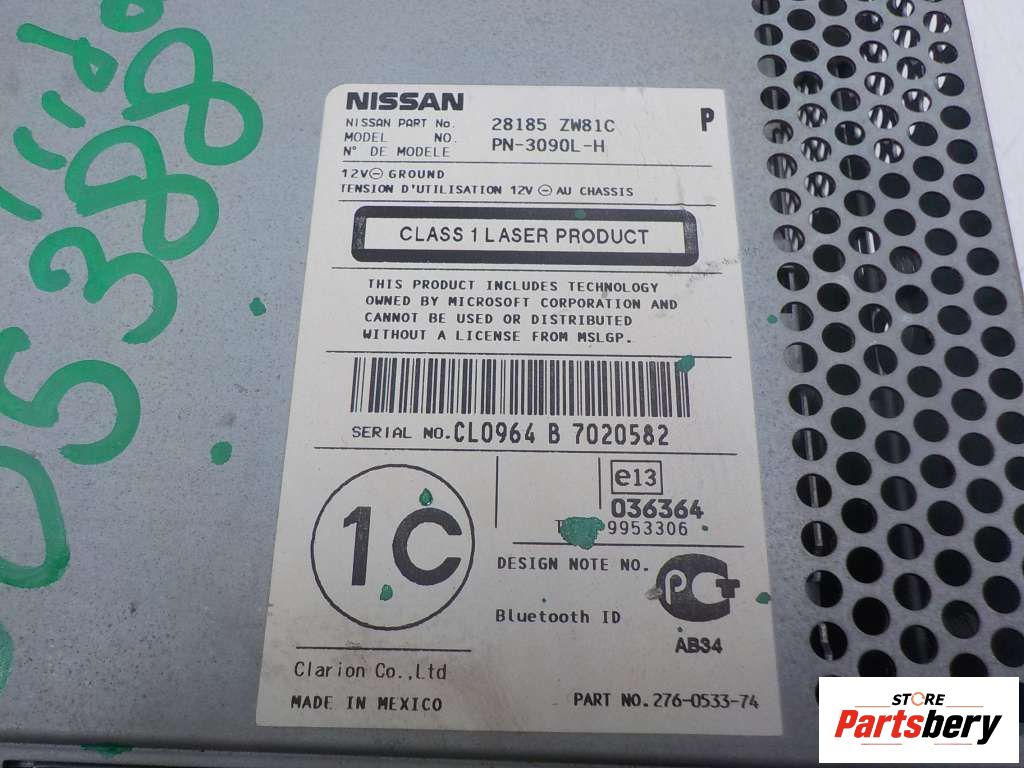 NISSAN
NISSAN PART No. 28185 ZW81C P
MODEL NO. PN-3090L-H
N° DE MODELE
12V⊖ GROUND
TENSION D'UTILISATION 12V ⊖ AU CHASSIS
CLASS 1 LASER PRODUCT
THIS PRODUCT INCLUDES TECHNOLOGY
OWNED BY MICROSOFT CORPORATION AND
CANNOT BE USED OR DISTRIBUTED
WITHOUT A LICENSE FROM MSLGP.
SERIAL NO. CL0964 B 7020582
e13
036364
9953306
1C
DESIGN NOTE NO.
PCT
Bluetooth ID
AB34
Clarion Co.,Ltd
MADE IN MEXICO
PART NO. 276-0533-74
053888
STORE
Partsbery